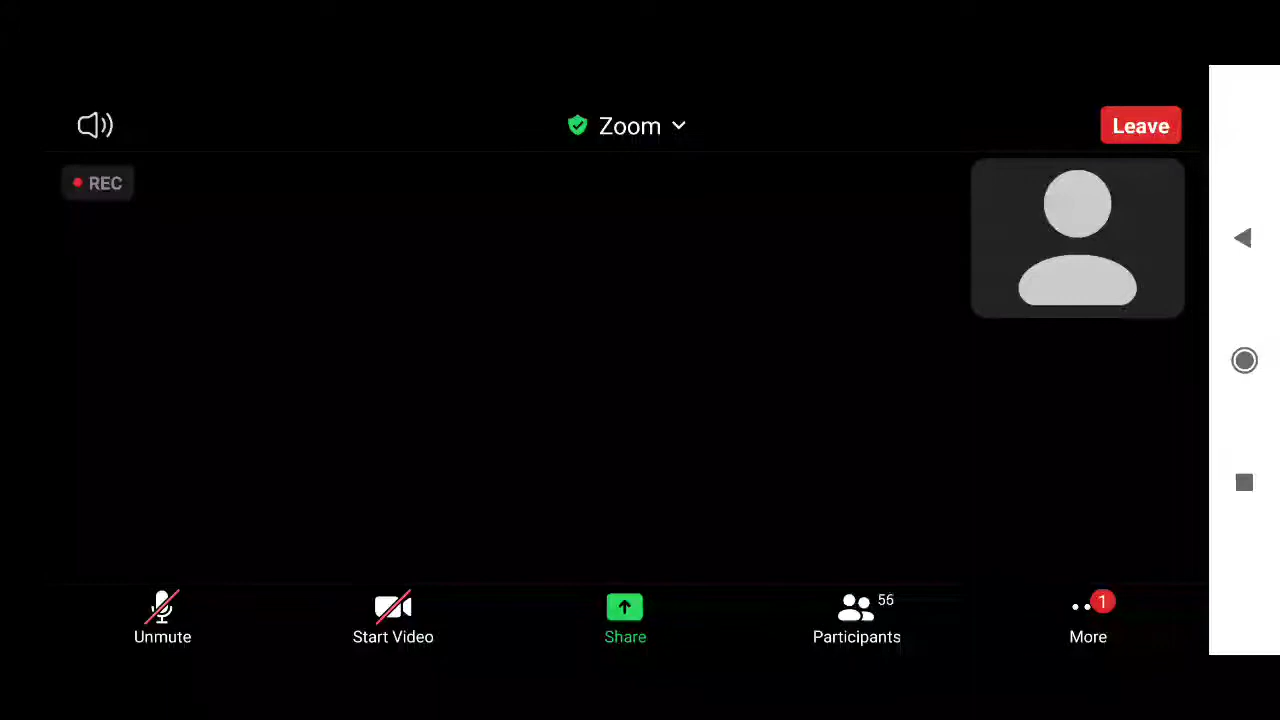 Zoom
Leave
REC
56
1
Unmute
Start Video
Share
Participants
More